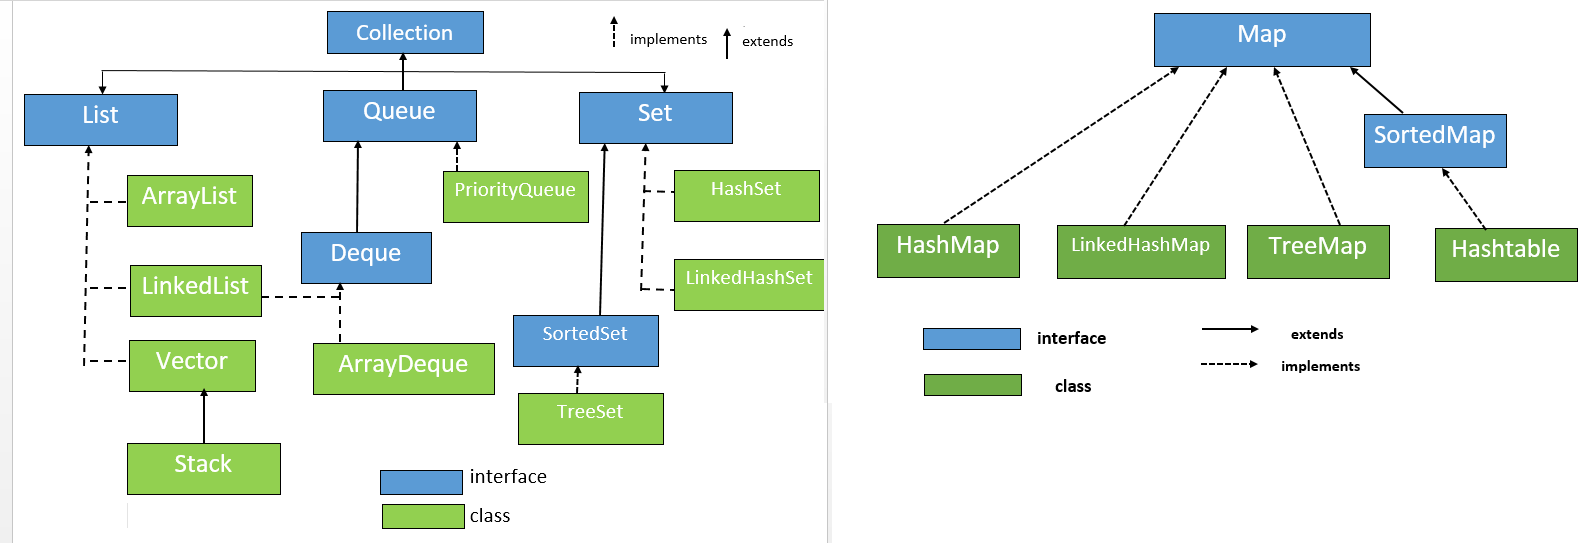 Collection
implements
extends
List
Queue
Set
ArrayList
PriorityQueue
HashSet
Deque
LinkedList
LinkedHashSet
SortedSet
Vector
ArrayDeque
TreeSet
Stack
interface
class
Map
SortedMap
HashMap
LinkedHashMap
TreeMap
Hashtable
interface
extends
implements
class